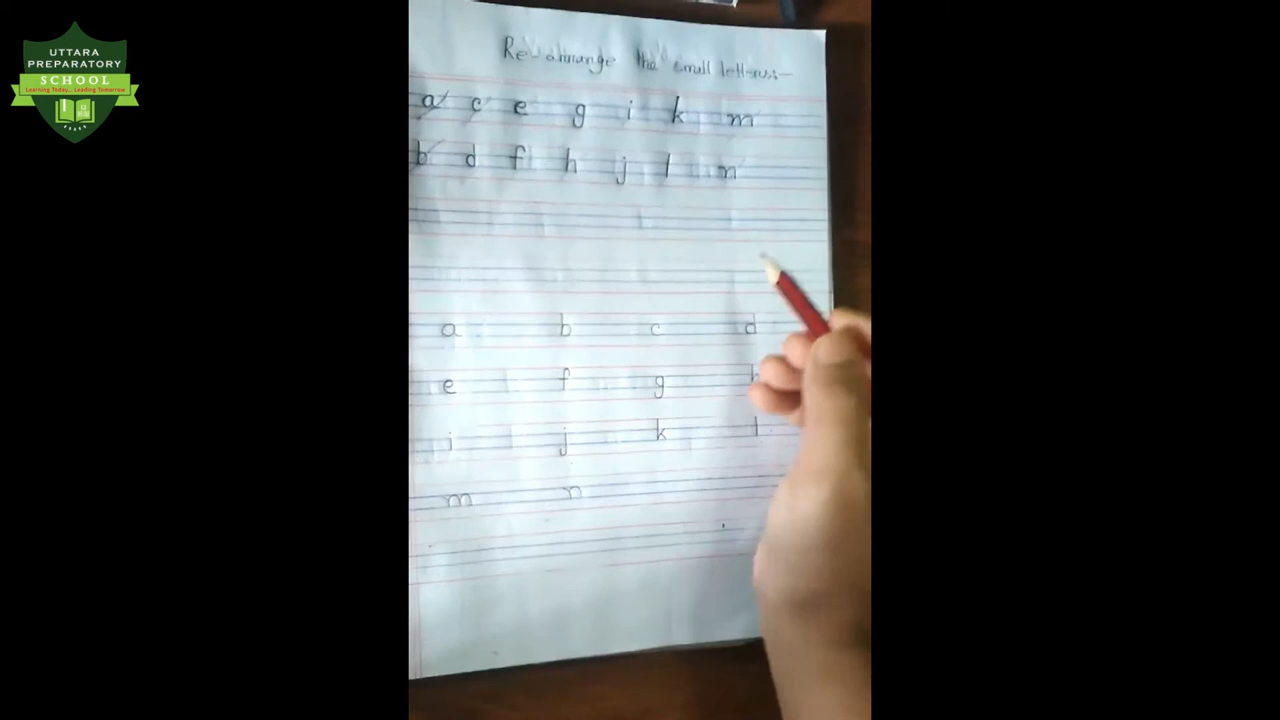 UTTARA
PREPARATORY
SCHOOL
Learning Today... Leading Tomorrow
Re-arrange the small letters:-
a c e g i k m
b d f h j l n
a b c d
e f g h
i j k l
m n